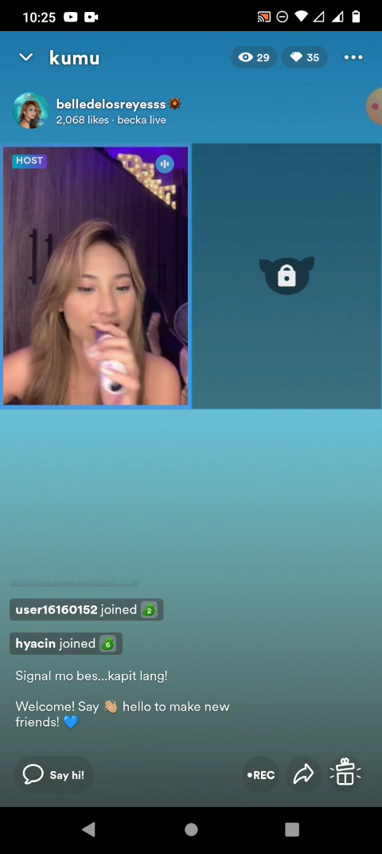 10:25
kumu
29
35
belledelosreyesss
2,068 likes · becka live
HOST
user16160152 joined 2
hyacin joined 6
Signal mo bes...kapit lang!
Welcome! Say 👋🏼 hello to make new
friends! 💙
Say hi!
•REC